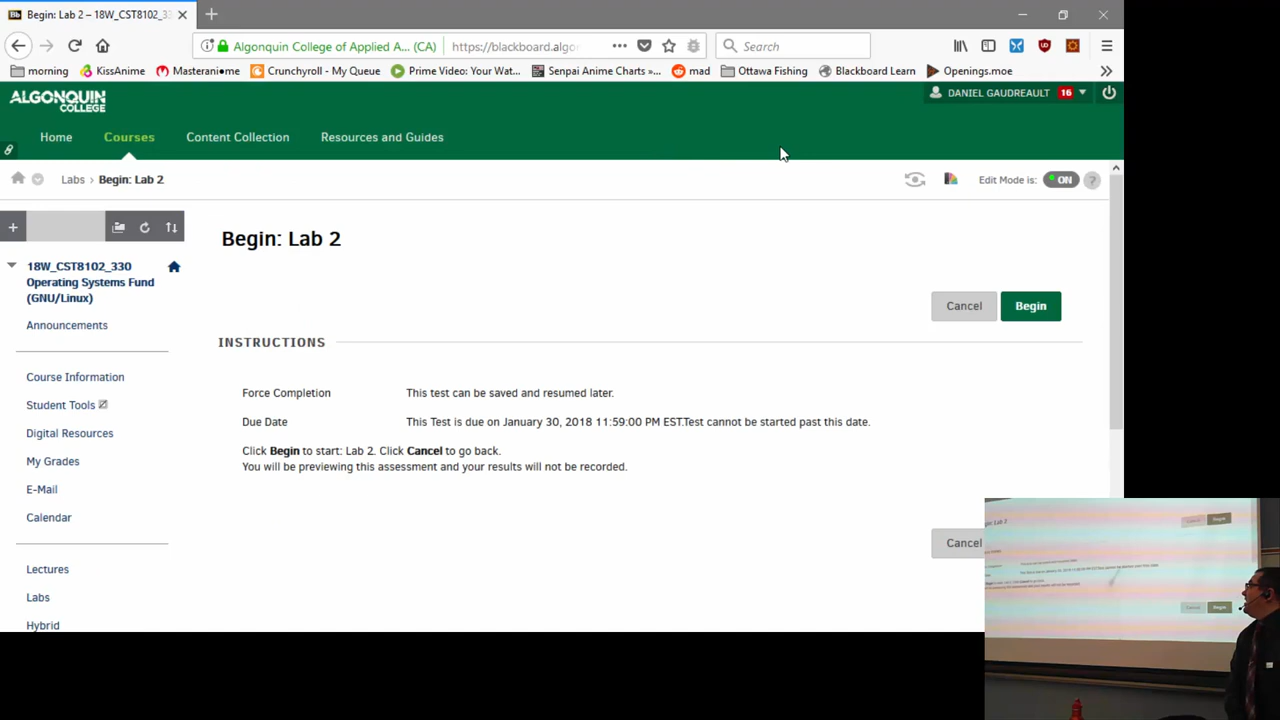 Begin: Lab 2 – 18W_CST8102_33
Algonquin College of Applied A... (CA)
https://blackboard.algo
Search
morning
KissAnime
Masterani●me
Crunchyroll - My Queue
Prime Video: Your Wat...
Senpai Anime Charts »...
mad
Ottawa Fishing
Blackboard Learn
Openings.moe
ALGONQUIN
COLLEGE
DANIEL GAUDREAULT 16
Home
Courses
Content Collection
Resources and Guides
Labs > Begin: Lab 2
Edit Mode is: ON ?
Begin: Lab 2
18W_CST8102_330
Operating Systems Fund
(GNU/Linux)
Announcements
Course Information
Student Tools
Digital Resources
My Grades
E-Mail
Calendar
Lectures
Labs
Hybrid
Cancel
Begin
INSTRUCTIONS
Force Completion
This test can be saved and resumed later.
Due Date
This Test is due on January 30, 2018 11:59:00 PM EST.Test cannot be started past this date.
Click Begin to start: Lab 2. Click Cancel to go back.
You will be previewing this assessment and your results will not be recorded.
Cancel
Begin
Begin